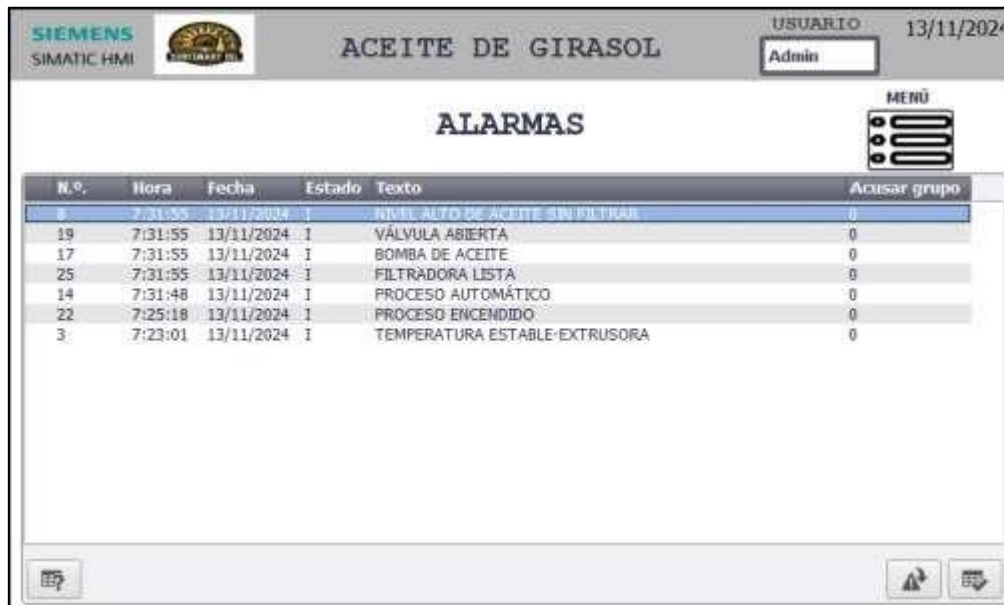 SIEMENS
SIMATIC HMI
ACEITE DE GIRASOL
USUARIO
Admin
13/11/2024
ALARMAS
MENÚ
N.º. Hora Fecha Estado Texto Acusar grupo
8 7:31:55 13/11/2024 I NIVEL ALTO DE ACEITE SIN FILTRAR 0
19 7:31:55 13/11/2024 I VÁLVULA ABIERTA 0
17 7:31:55 13/11/2024 I BOMBA DE ACEITE 0
25 7:31:55 13/11/2024 I FILTRADORA LISTA 0
14 7:31:48 13/11/2024 I PROCESO AUTOMÁTICO 0
22 7:25:18 13/11/2024 I PROCESO ENCENDIDO 0
3 7:23:01 13/11/2024 I TEMPERATURA ESTABLE-EXTRUSORA 0